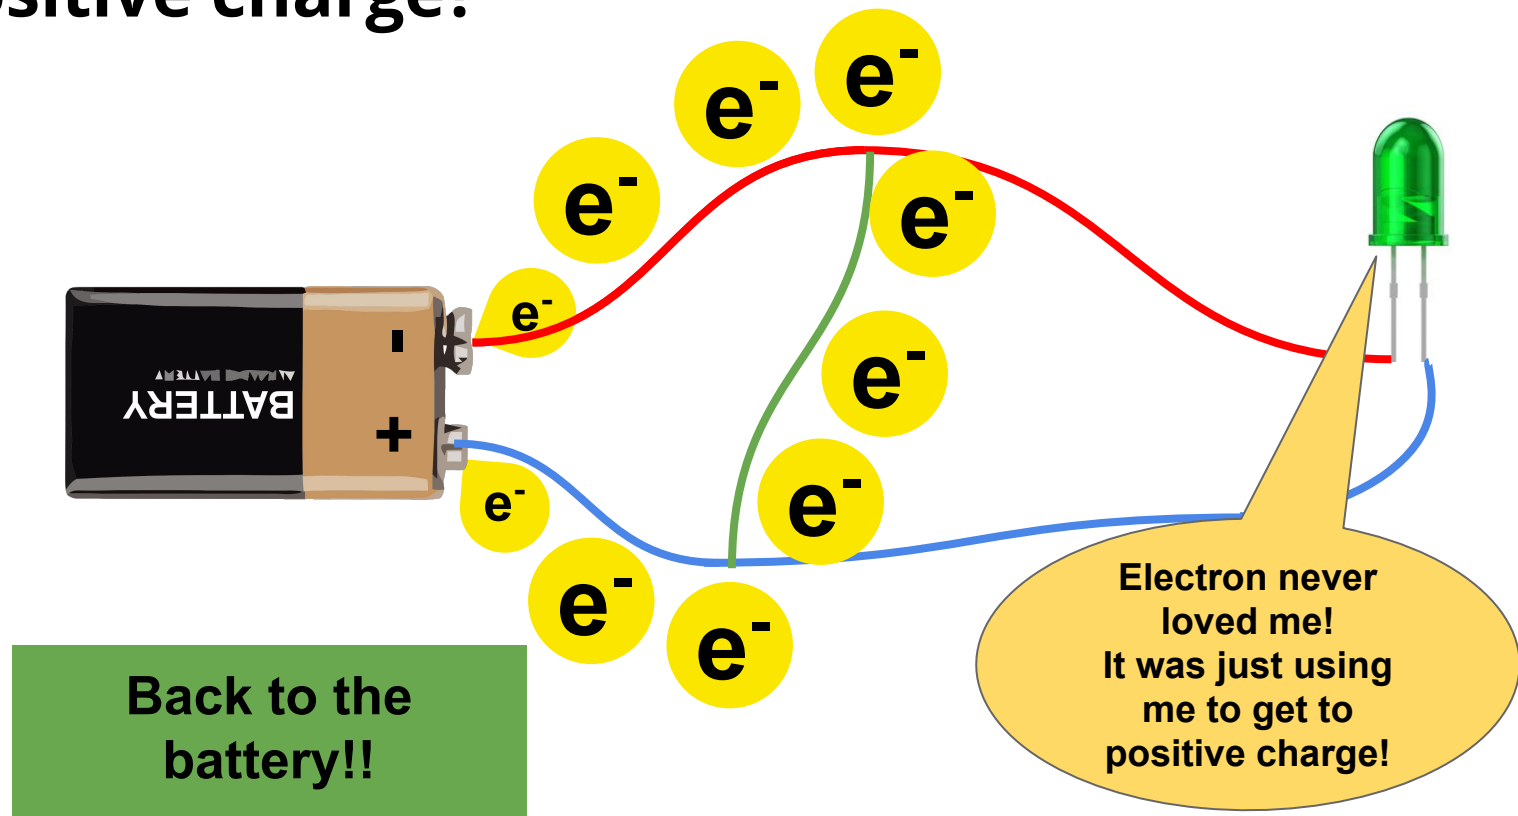 ositive charge!
e-
e-
e-
e-
e-
e-
-
BATTERY
+
e-
e-
e-
e-
Electron never
loved me!
It was just using
me to get to
positive charge!
Back to the
battery!!